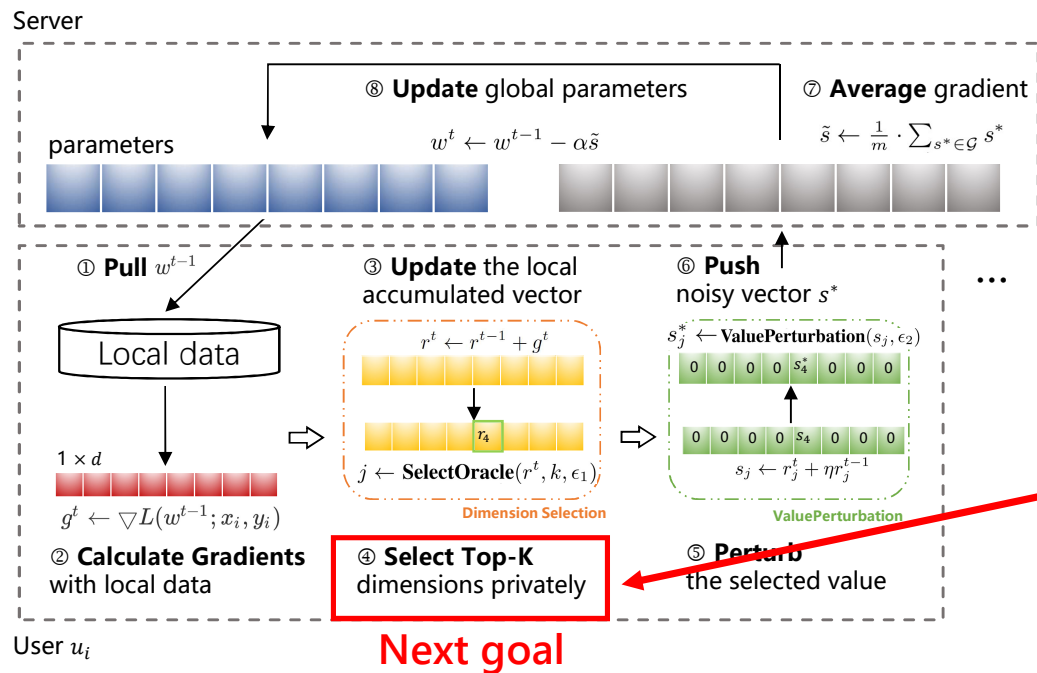 Server
⑧ Update global parameters
⑦ Average gradient
parameters
w^t ← w^{t-1} − αs̃
s̃ ← 1/m · ∑_{s*∈𝒢} s*
① Pull w^{t-1}
③ Update the local
accumulated vector
⑥ Push
noisy vector s*
...
Local data
r^t ← r^{t-1} + g^t
s_j^* ← ValuePerturbation(s_j, ϵ_2)
0 0 0 0 s_4^* 0 0 0
r_4
0 0 0 0 s_4 0 0 0
1 × d
j ← SelectOracle(r^t, k, ϵ_1)
s_j ← r_j^t + ηr_j^{t-1}
g^t ← ▽L(w^{t-1}; x_i, y_i)
Dimension Selection
ValuePerturbation
② Calculate Gradients
with local data
④ Select Top-K
dimensions privately
⑤ Perturb
the selected value
User u_i
Next goal